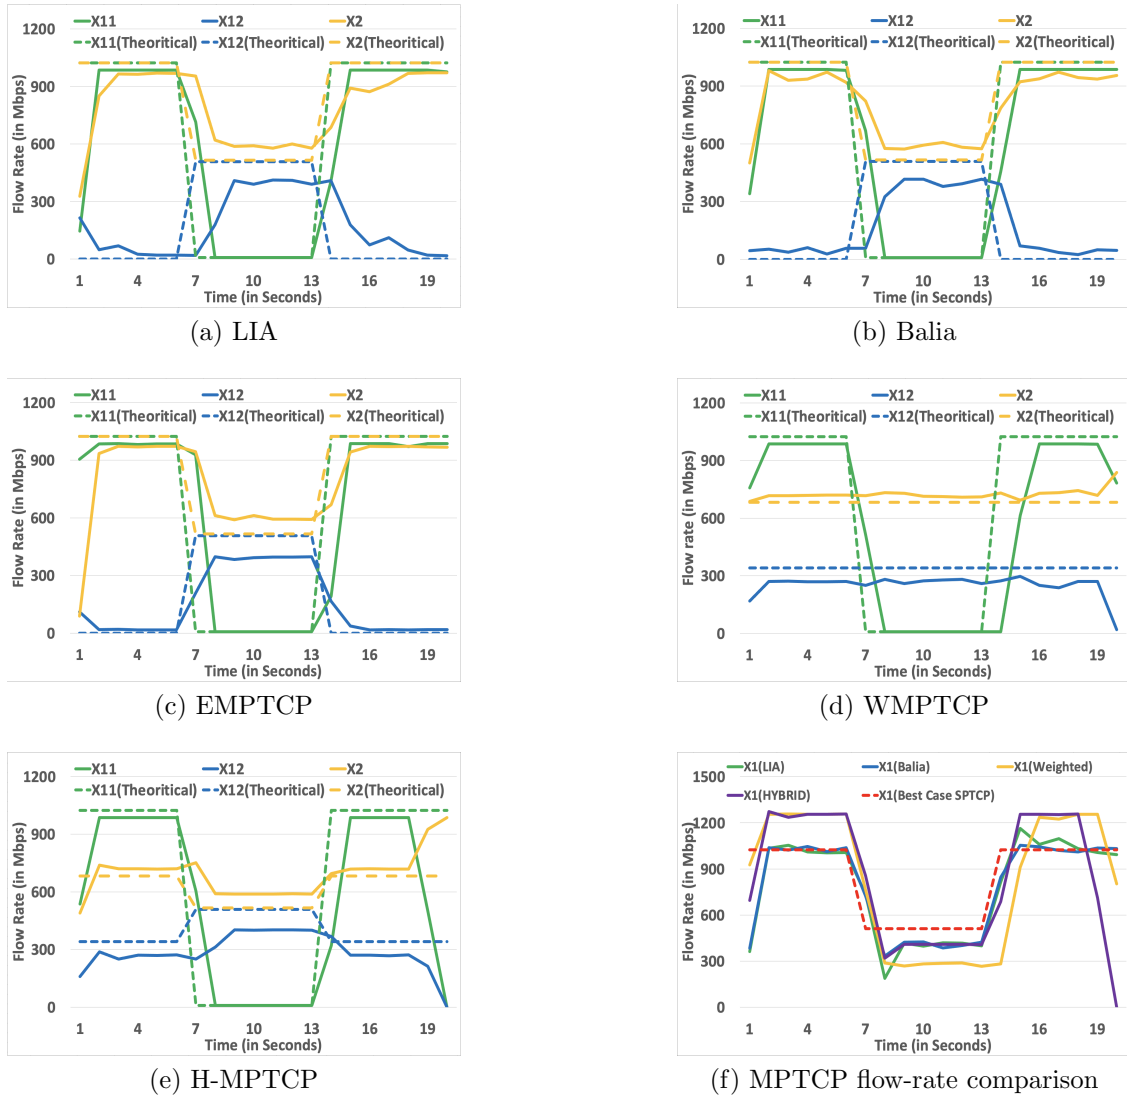 X11 X12 X2
X11(Theoritical) X12(Theoritical) X2(Theoritical)
1200
900
600
300
0
Flow Rate (in Mbps)
1 4 7 10 13 16 19
Time (in Seconds)
(a) LIA
X11 X12 X2
X11(Theoritical) X12(Theoritical) X2(Theoritical)
1200
900
600
300
0
Flow Rate (in Mbps)
1 4 7 10 13 16 19
Time (in Seconds)
(b) Balia
X11 X12 X2
X11(Theoritical) X12(Theoritical) X2(Theoritical)
1200
900
600
300
0
Flow Rate (in Mbps)
1 4 7 10 13 16 19
Time (in Seconds)
(c) EMPTCP
X11 X12 X2
X11(Theoritical) X12(Theoritical) X2(Theoritical)
1200
900
600
300
0
Flow rate (in Mbps)
1 4 7 10 13 16 19
Time (in Seconds)
(d) WMPTCP
X11 X12 X2
X11(Theoritical) X12(Theoritical) X2(Theoritical)
1200
900
600
300
0
Flow Rate (in Mbps)
1 4 7 10 13 16 19
Time (in Seconds)
(e) H-MPTCP
X1(LIA) X1(Balia) X1(Weighted)
X1(HYBRID) X1(Best Case SPTCP)
1500
1200
900
600
300
0
Flow Rate (in Mbps)
1 4 7 10 13 16 19
Time (in Seconds)
(f) MPTCP flow-rate comparison